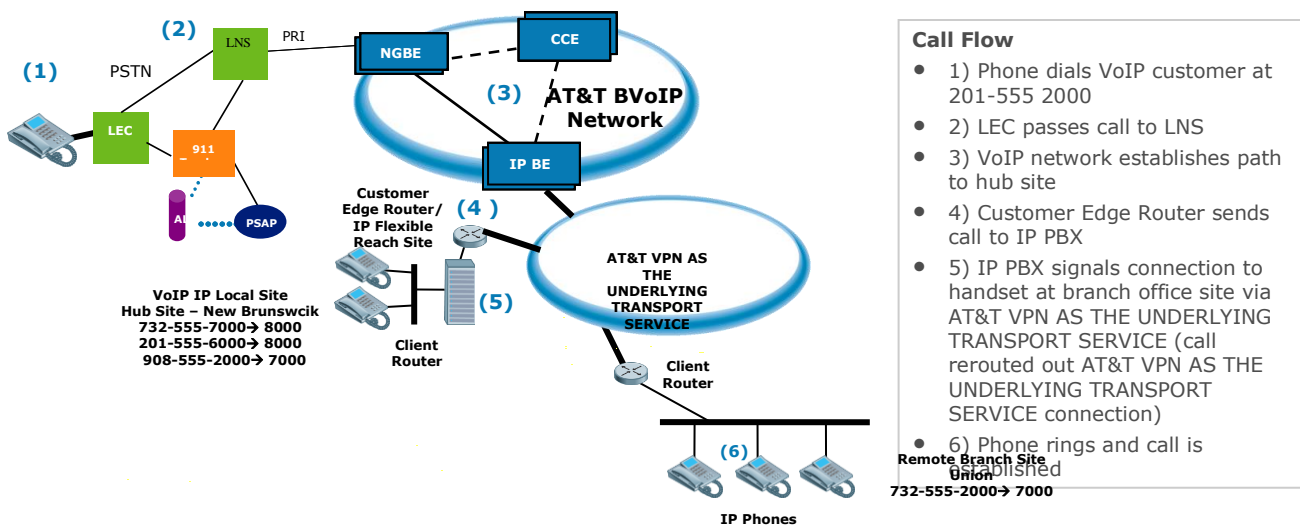 (1)
(2)
PSTN
LNS
PRI
LEC
911
PSAP
NGBE
CCE
(3)
AT&T BVoIP
Network
IP BE
Customer
Edge Router/
IP Flexible
Reach Site
(4 )
(5)
Client
Router
AT&T VPN AS
THE
UNDERLYING
TRANSPORT
SERVICE
VoIP IP Local Site
Hub Site – New Brunswcik
732-555-7000→ 8000
201-555-6000→ 8000
908-555-2000→ 7000
Client
Router
(6)
IP Phones
Call Flow
• 1) Phone dials VoIP customer at
201-555 2000
• 2) LEC passes call to LNS
• 3) VoIP network establishes path
to hub site
• 4) Customer Edge Router sends
call to IP PBX
• 5) IP PBX signals connection to
handset at branch office site via
AT&T VPN AS THE UNDERLYING
TRANSPORT SERVICE (call
rerouted out AT&T VPN AS THE
UNDERLYING TRANSPORT
SERVICE connection)
• 6) Phone rings and call is
established
Remote Branch Site
Union
732-555-2000→ 7000